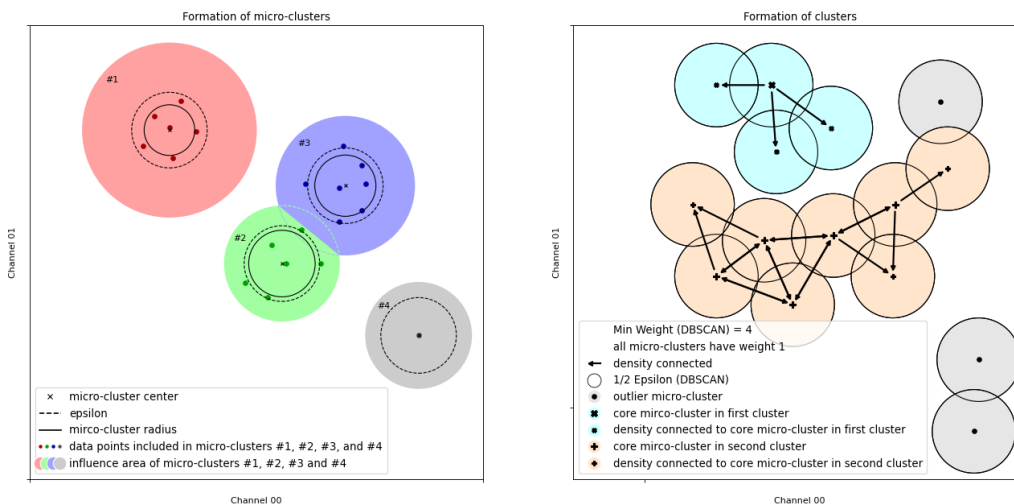 Formation of micro-clusters
#1
#3
#2
#4
Channel 01
micro-cluster center
epsilon
mirco-cluster radius
data points included in micro-clusters #1, #2, #3, and #4
influence area of micro-clusters #1, #2, #3 and #4
Channel 00
Formation of clusters
Channel 01
Min Weight (DBSCAN) = 4
all micro-clusters have weight 1
density connected
1/2 Epsilon (DBSCAN)
outlier micro-cluster
core mirco-cluster in first cluster
density connected to core micro-cluster in first cluster
core mirco-cluster in second cluster
density connected to core micro-cluster in second cluster
Channel 00